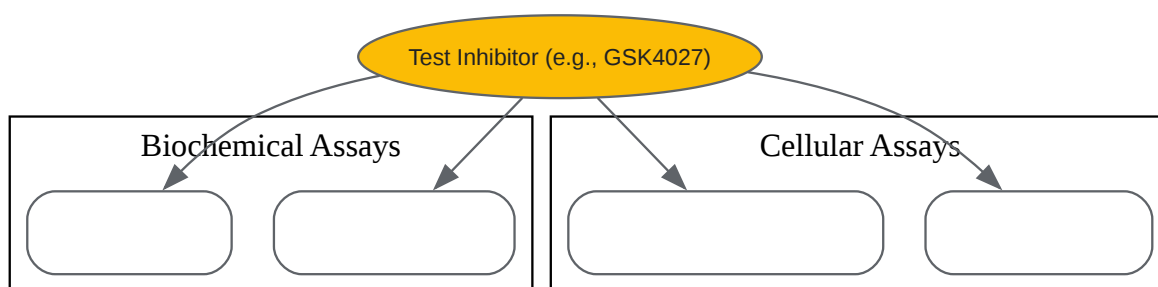 Test Inhibitor (e.g., GSK4027)
Biochemical Assays
Cellular Assays